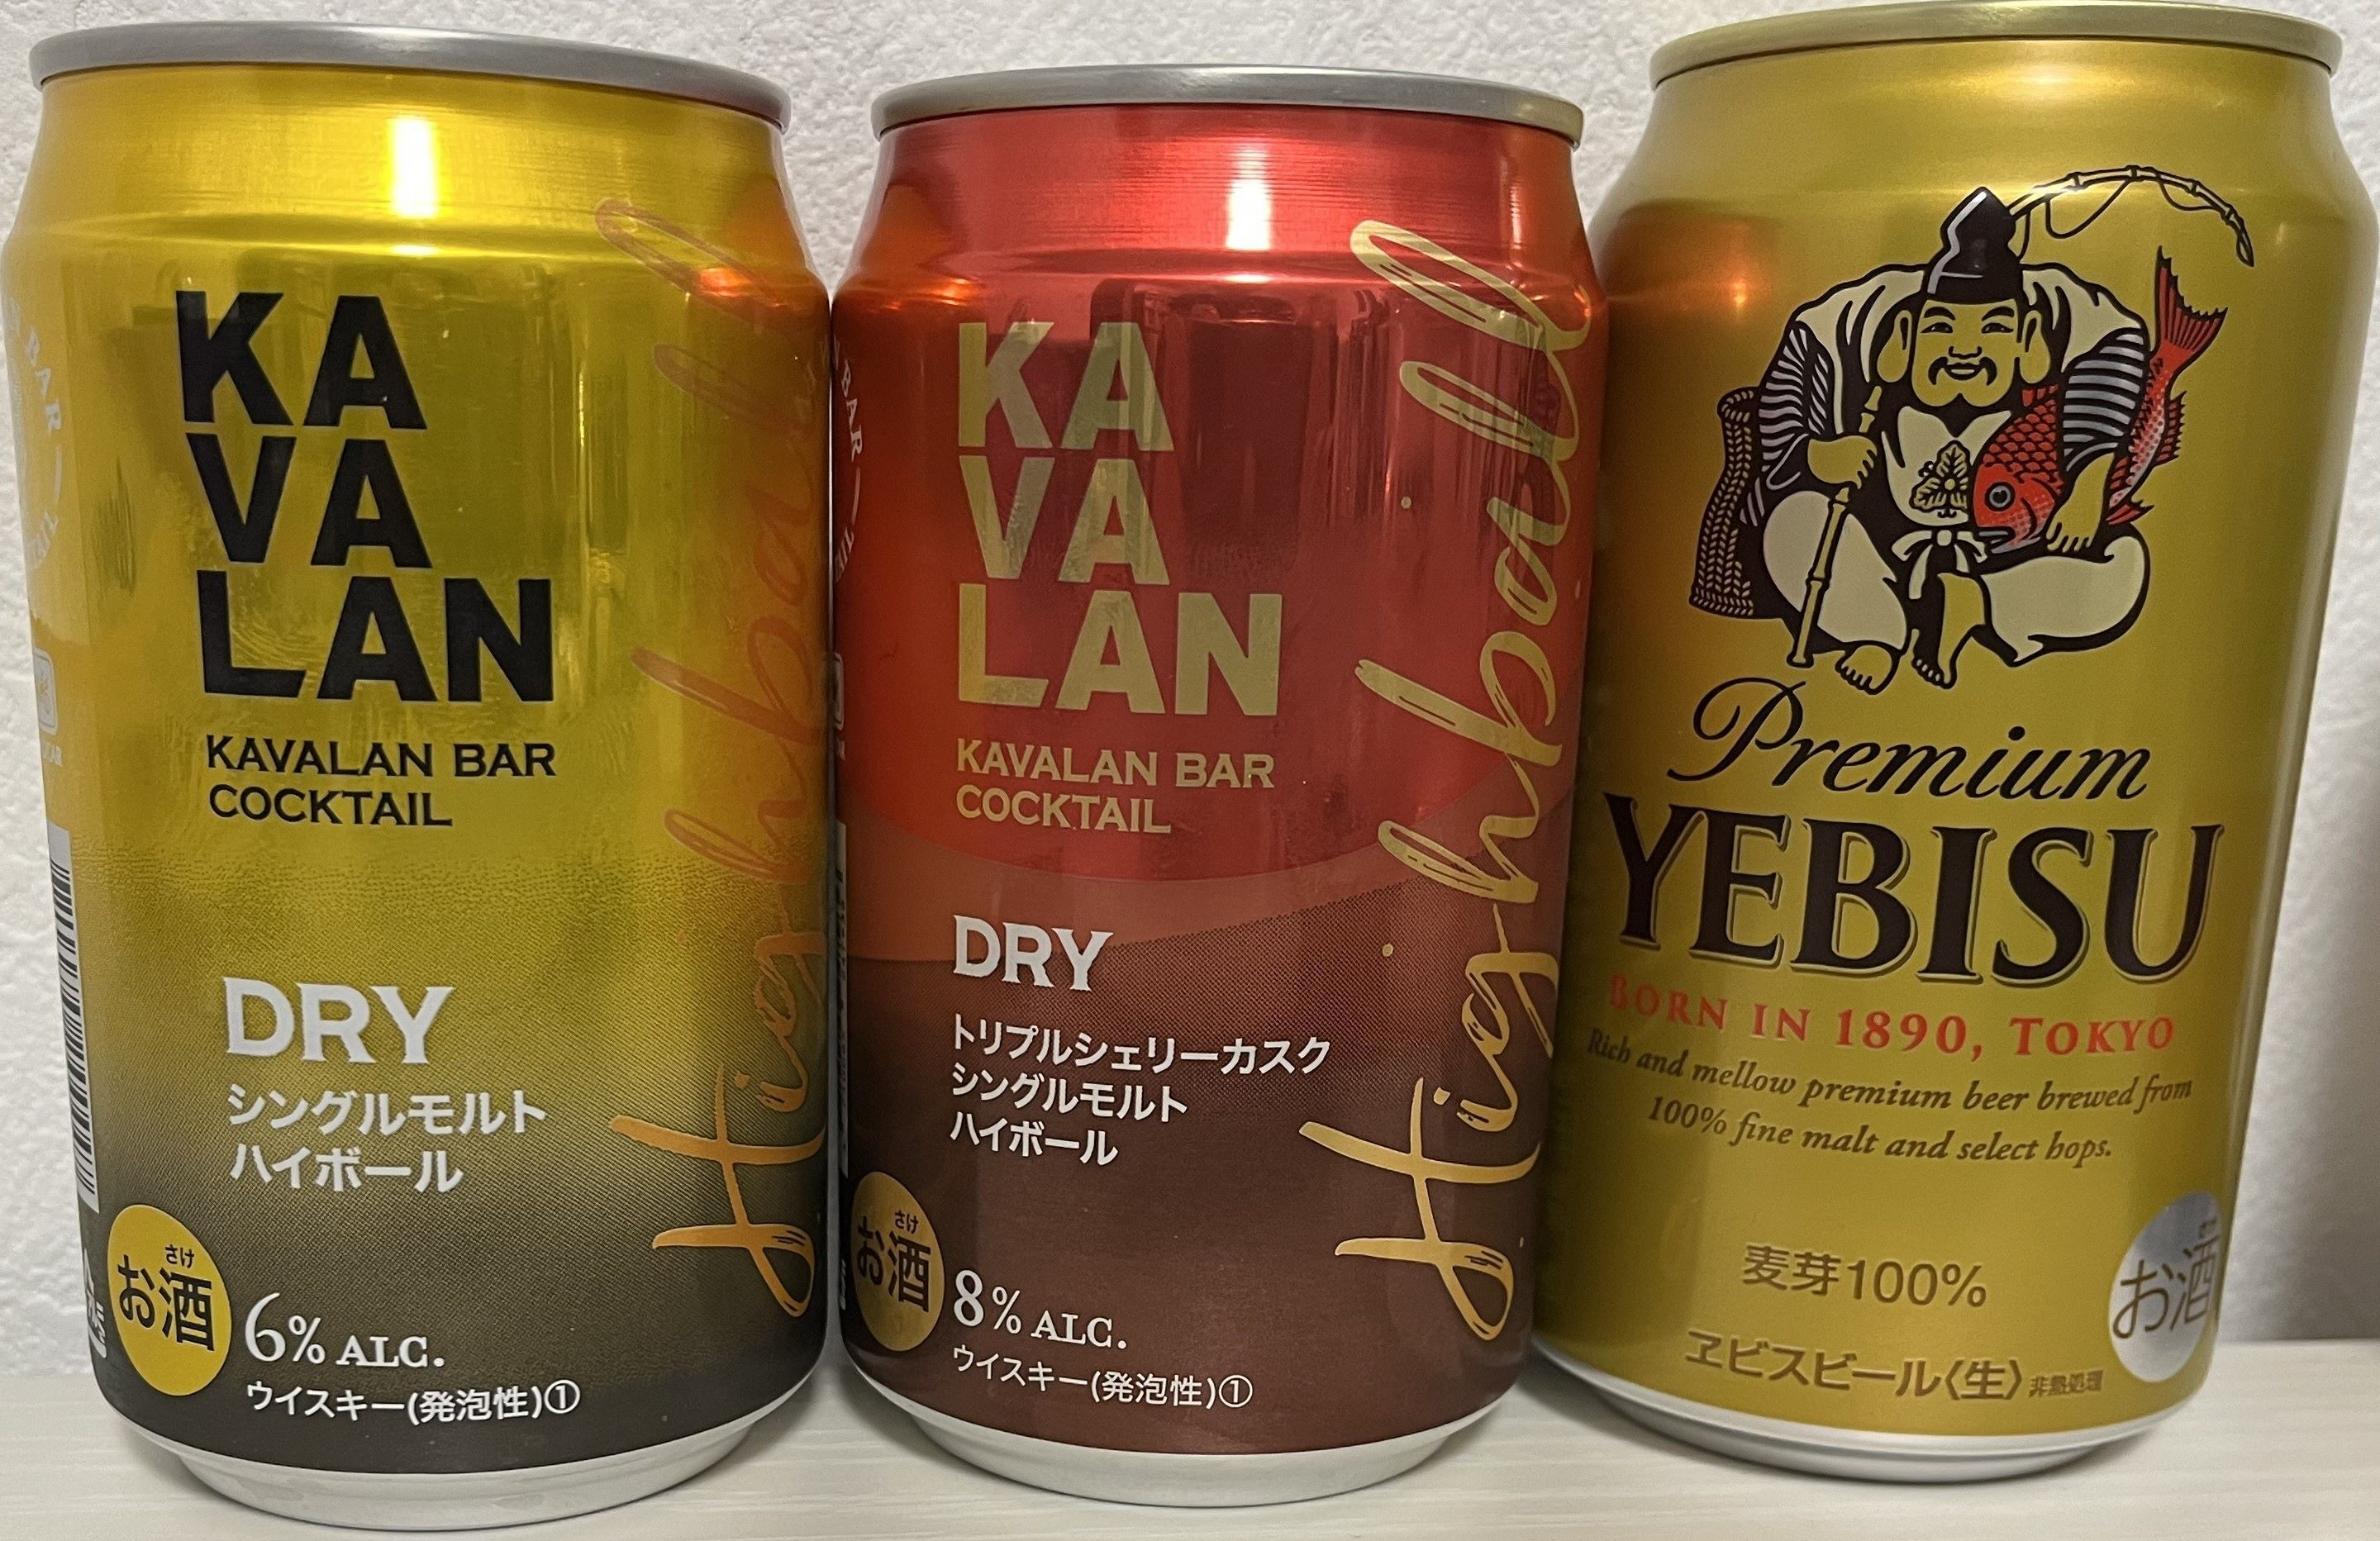 KA
VA
LAN
KAVALAN BAR
COCKTAIL
DRY
シングルモルト
ハイボール
Highball
さけ
お酒
6% ALC.
ウイスキー(発泡性)①
BAR
KA
VA
LAN
KAVALAN BAR
COCKTAIL
DRY
トリプルシェリーカスク
シングルモルト
ハイボール
Highball
さけ
お酒
8% ALC.
ウイスキー(発泡性)①
BAR
Premium
YEBISU
BORN IN 1890, TOKYO
Rich and mellow premium beer brewed from
100% fine malt and select hops.
麦芽100%
ヱビスビール〈生〉非熱処理
お酒